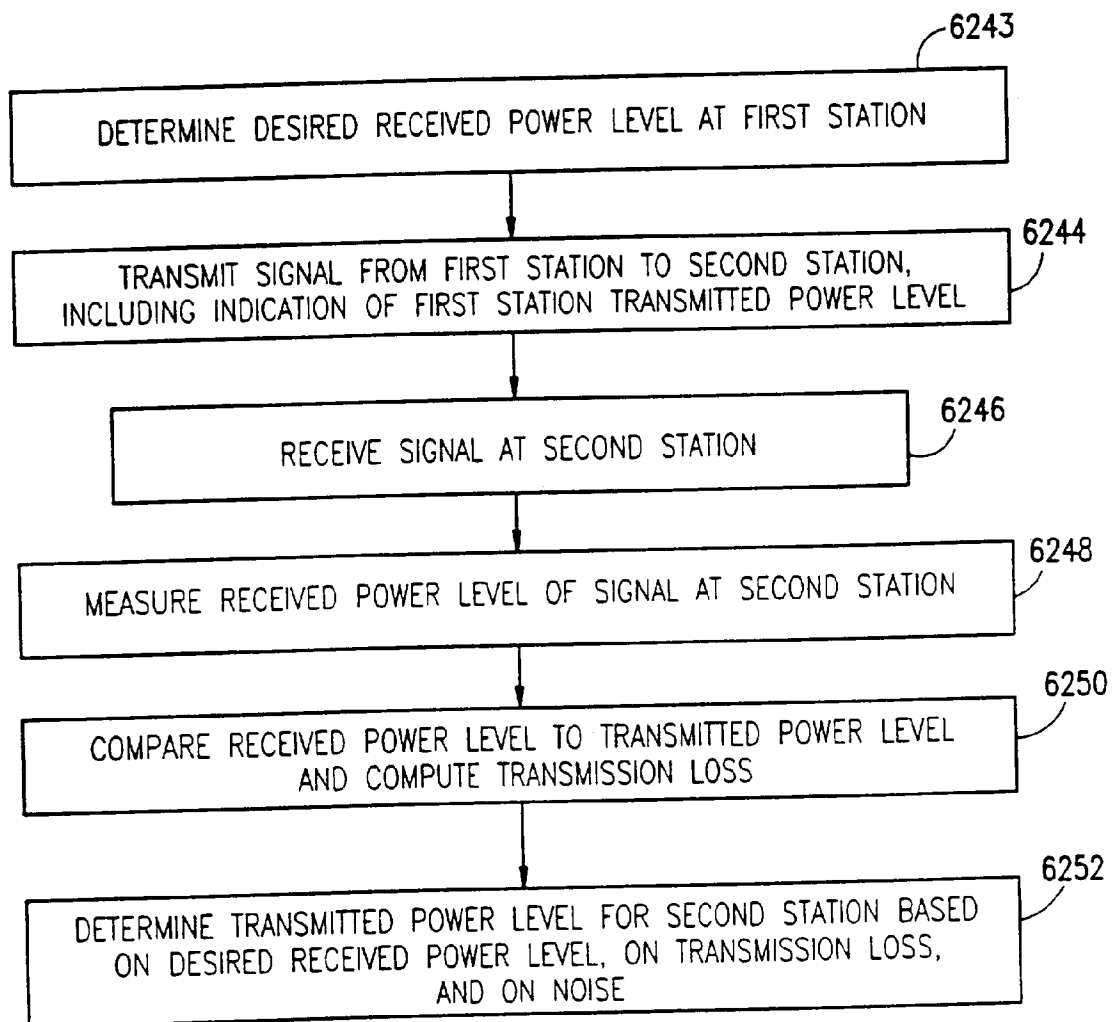 6243
DETERMINE DESIRED RECEIVED POWER LEVEL AT FIRST STATION
6244
TRANSMIT SIGNAL FROM FIRST STATION TO SECOND STATION,
INCLUDING INDICATION OF FIRST STATION TRANSMITTED POWER LEVEL
6246
RECEIVE SIGNAL AT SECOND STATION
6248
MEASURE RECEIVED POWER LEVEL OF SIGNAL AT SECOND STATION
6250
COMPARE RECEIVED POWER LEVEL TO TRANSMITTED POWER LEVEL
AND COMPUTE TRANSMISSION LOSS
6252
DETERMINE TRANSMITTED POWER LEVEL FOR SECOND STATION BASED
ON DESIRED RECEIVED POWER LEVEL, ON TRANSMISSION LOSS,
AND ON NOISE